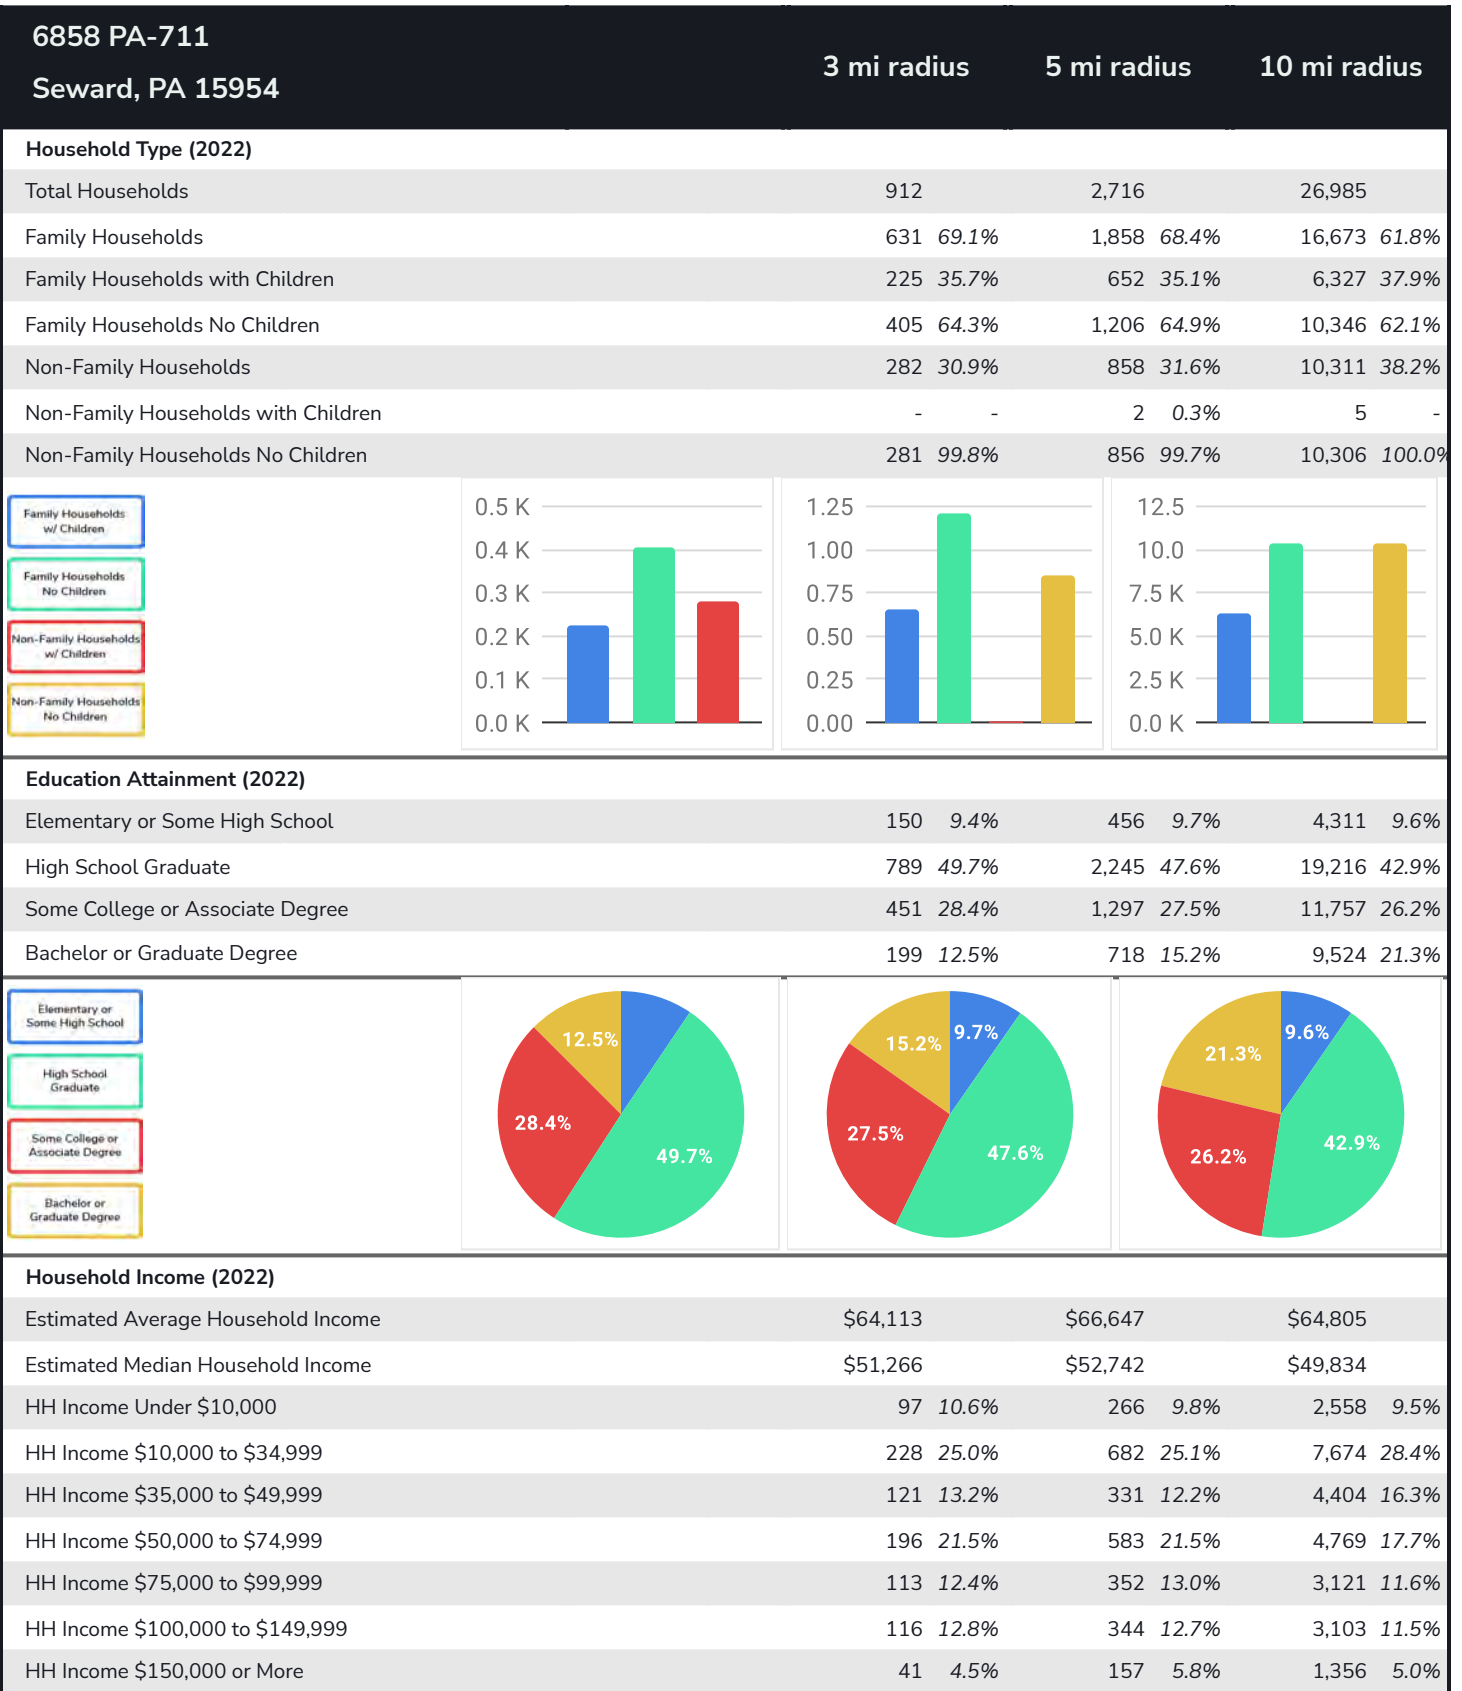 6858 PA-711
Seward, PA 15954
3 mi radius 5 mi radius 10 mi radius
Household Type (2022)
Total Households 912 2,716 26,985
Family Households 631 69.1% 1,858 68.4% 16,673 61.8%
Family Households with Children 225 35.7% 652 35.1% 6,327 37.9%
Family Households No Children 405 64.3% 1,206 64.9% 10,346 62.1%
Non-Family Households 282 30.9% 858 31.6% 10,311 38.2%
Non-Family Households with Children - - 2 0.3% 5 -
Non-Family Households No Children 281 99.8% 856 99.7% 10,306 100.0%
Family Households
w/ Children
Family Households
No Children
Non-Family Households
w/ Children
Non-Family Households
No Children
0.5 K
0.4 K
0.3 K
0.2 K
0.1 K
0.0 K
1.25
1.00
0.75
0.50
0.25
0.00
12.5
10.0
7.5 K
5.0 K
2.5 K
0.0 K
Education Attainment (2022)
Elementary or Some High School 150 9.4% 456 9.7% 4,311 9.6%
High School Graduate 789 49.7% 2,245 47.6% 19,216 42.9%
Some College or Associate Degree 451 28.4% 1,297 27.5% 11,757 26.2%
Bachelor or Graduate Degree 199 12.5% 718 15.2% 9,524 21.3%
Elementary or
Some High School
High School
Graduate
Some College or
Associate Degree
Bachelor or
Graduate Degree
12.5%
28.4%
49.7%
15.2%
9.7%
27.5%
47.6%
21.3%
9.6%
26.2%
42.9%
Household Income (2022)
Estimated Average Household Income $64,113 $66,647 $64,805
Estimated Median Household Income $51,266 $52,742 $49,834
HH Income Under $10,000 97 10.6% 266 9.8% 2,558 9.5%
HH Income $10,000 to $34,999 228 25.0% 682 25.1% 7,674 28.4%
HH Income $35,000 to $49,999 121 13.2% 331 12.2% 4,404 16.3%
HH Income $50,000 to $74,999 196 21.5% 583 21.5% 4,769 17.7%
HH Income $75,000 to $99,999 113 12.4% 352 13.0% 3,121 11.6%
HH Income $100,000 to $149,999 116 12.8% 344 12.7% 3,103 11.5%
HH Income $150,000 or More 41 4.5% 157 5.8% 1,356 5.0%